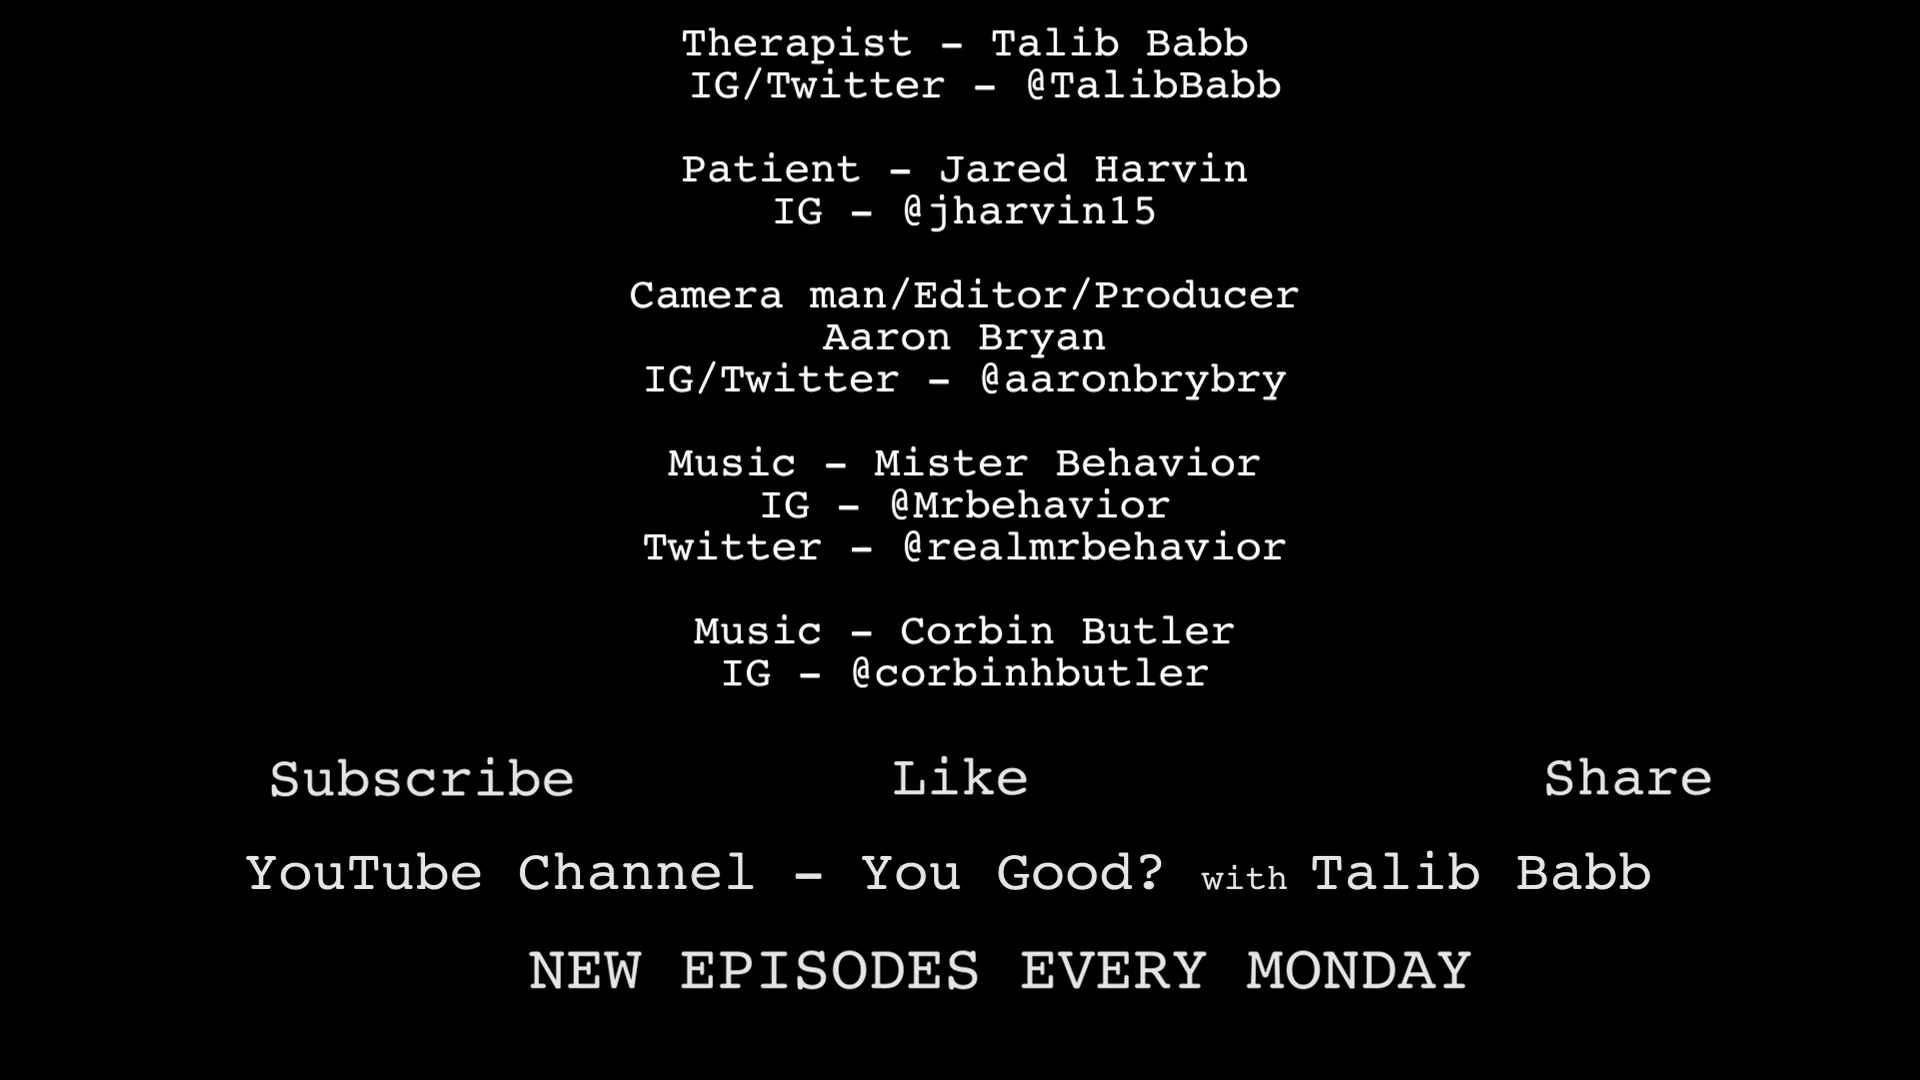 Therapist - Talib Babb
IG/Twitter - @TalibBabb
Patient - Jared Harvin
IG - @jharvin15
Camera man/Editor/Producer
Aaron Bryan
IG/Twitter - @aaronbrybry
Music - Mister Behavior
IG - @Mrbehavior
Twitter - @realmrbehavior
Music - Corbin Butler
IG - @corbinhbutler
Subscribe Like Share
YouTube Channel - You Good? with Talib Babb
NEW EPISODES EVERY MONDAY